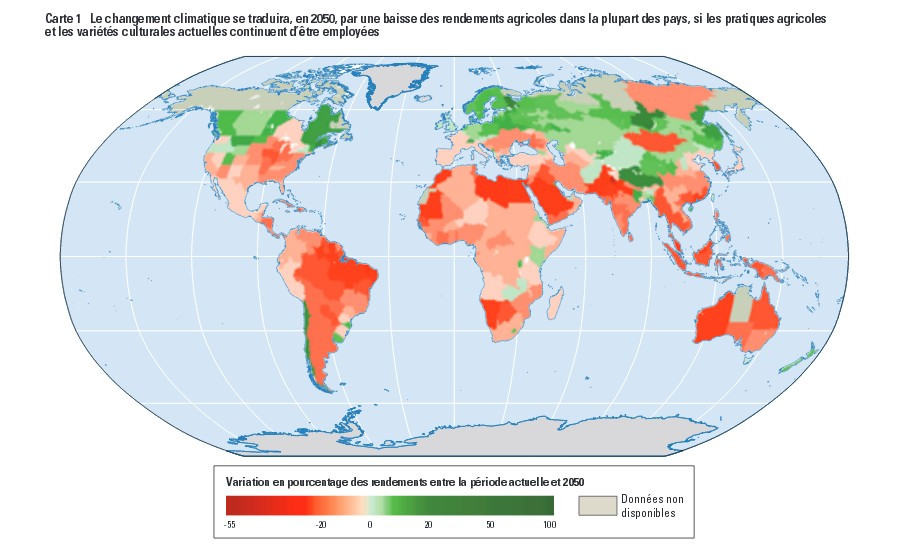 Carte 1 Le changement climatique se traduira, en 2050, par une baisse des rendements agricoles dans la plupart des pays, si les pratiques agricoles
et les variétés culturales actuelles continuent d'être employées
Variation en pourcentage des rendements entre la période actuelle et 2050
-55 -20 0 20 50 100
Données non
disponibles